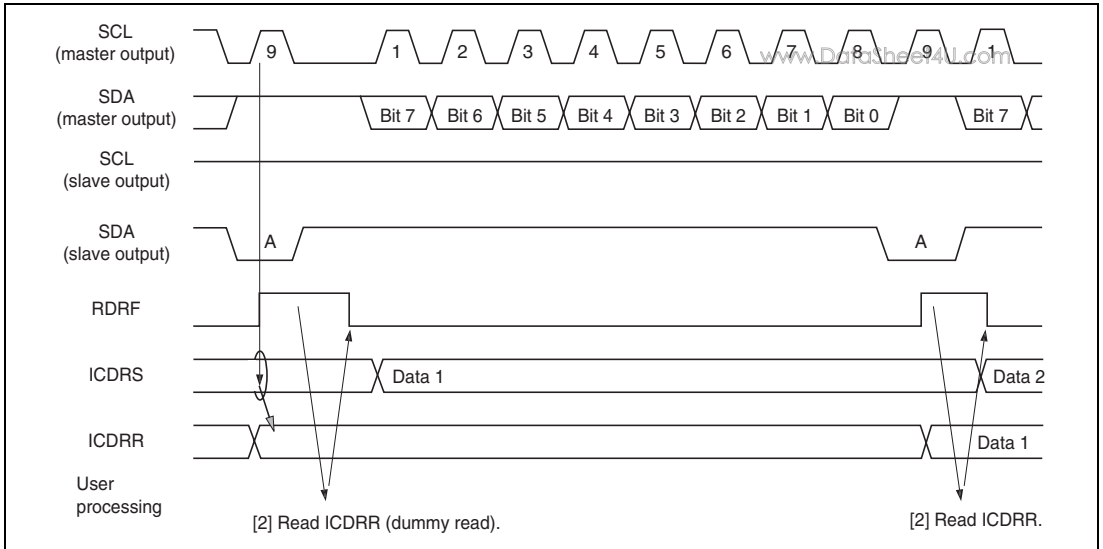 SCL
(master output)
9 1 2 3 4 5 6 7 8 9 1
www.DataSheet4U.com
SDA
(master output)
Bit 7 Bit 6 Bit 5 Bit 4 Bit 3 Bit 2 Bit 1 Bit 0 Bit 7
SCL
(slave output)
SDA
(slave output)
A A
RDRF
ICDRS
Data 1 Data 2
ICDRR
Data 1
User
processing
[2] Read ICDRR (dummy read).
[2] Read ICDRR.